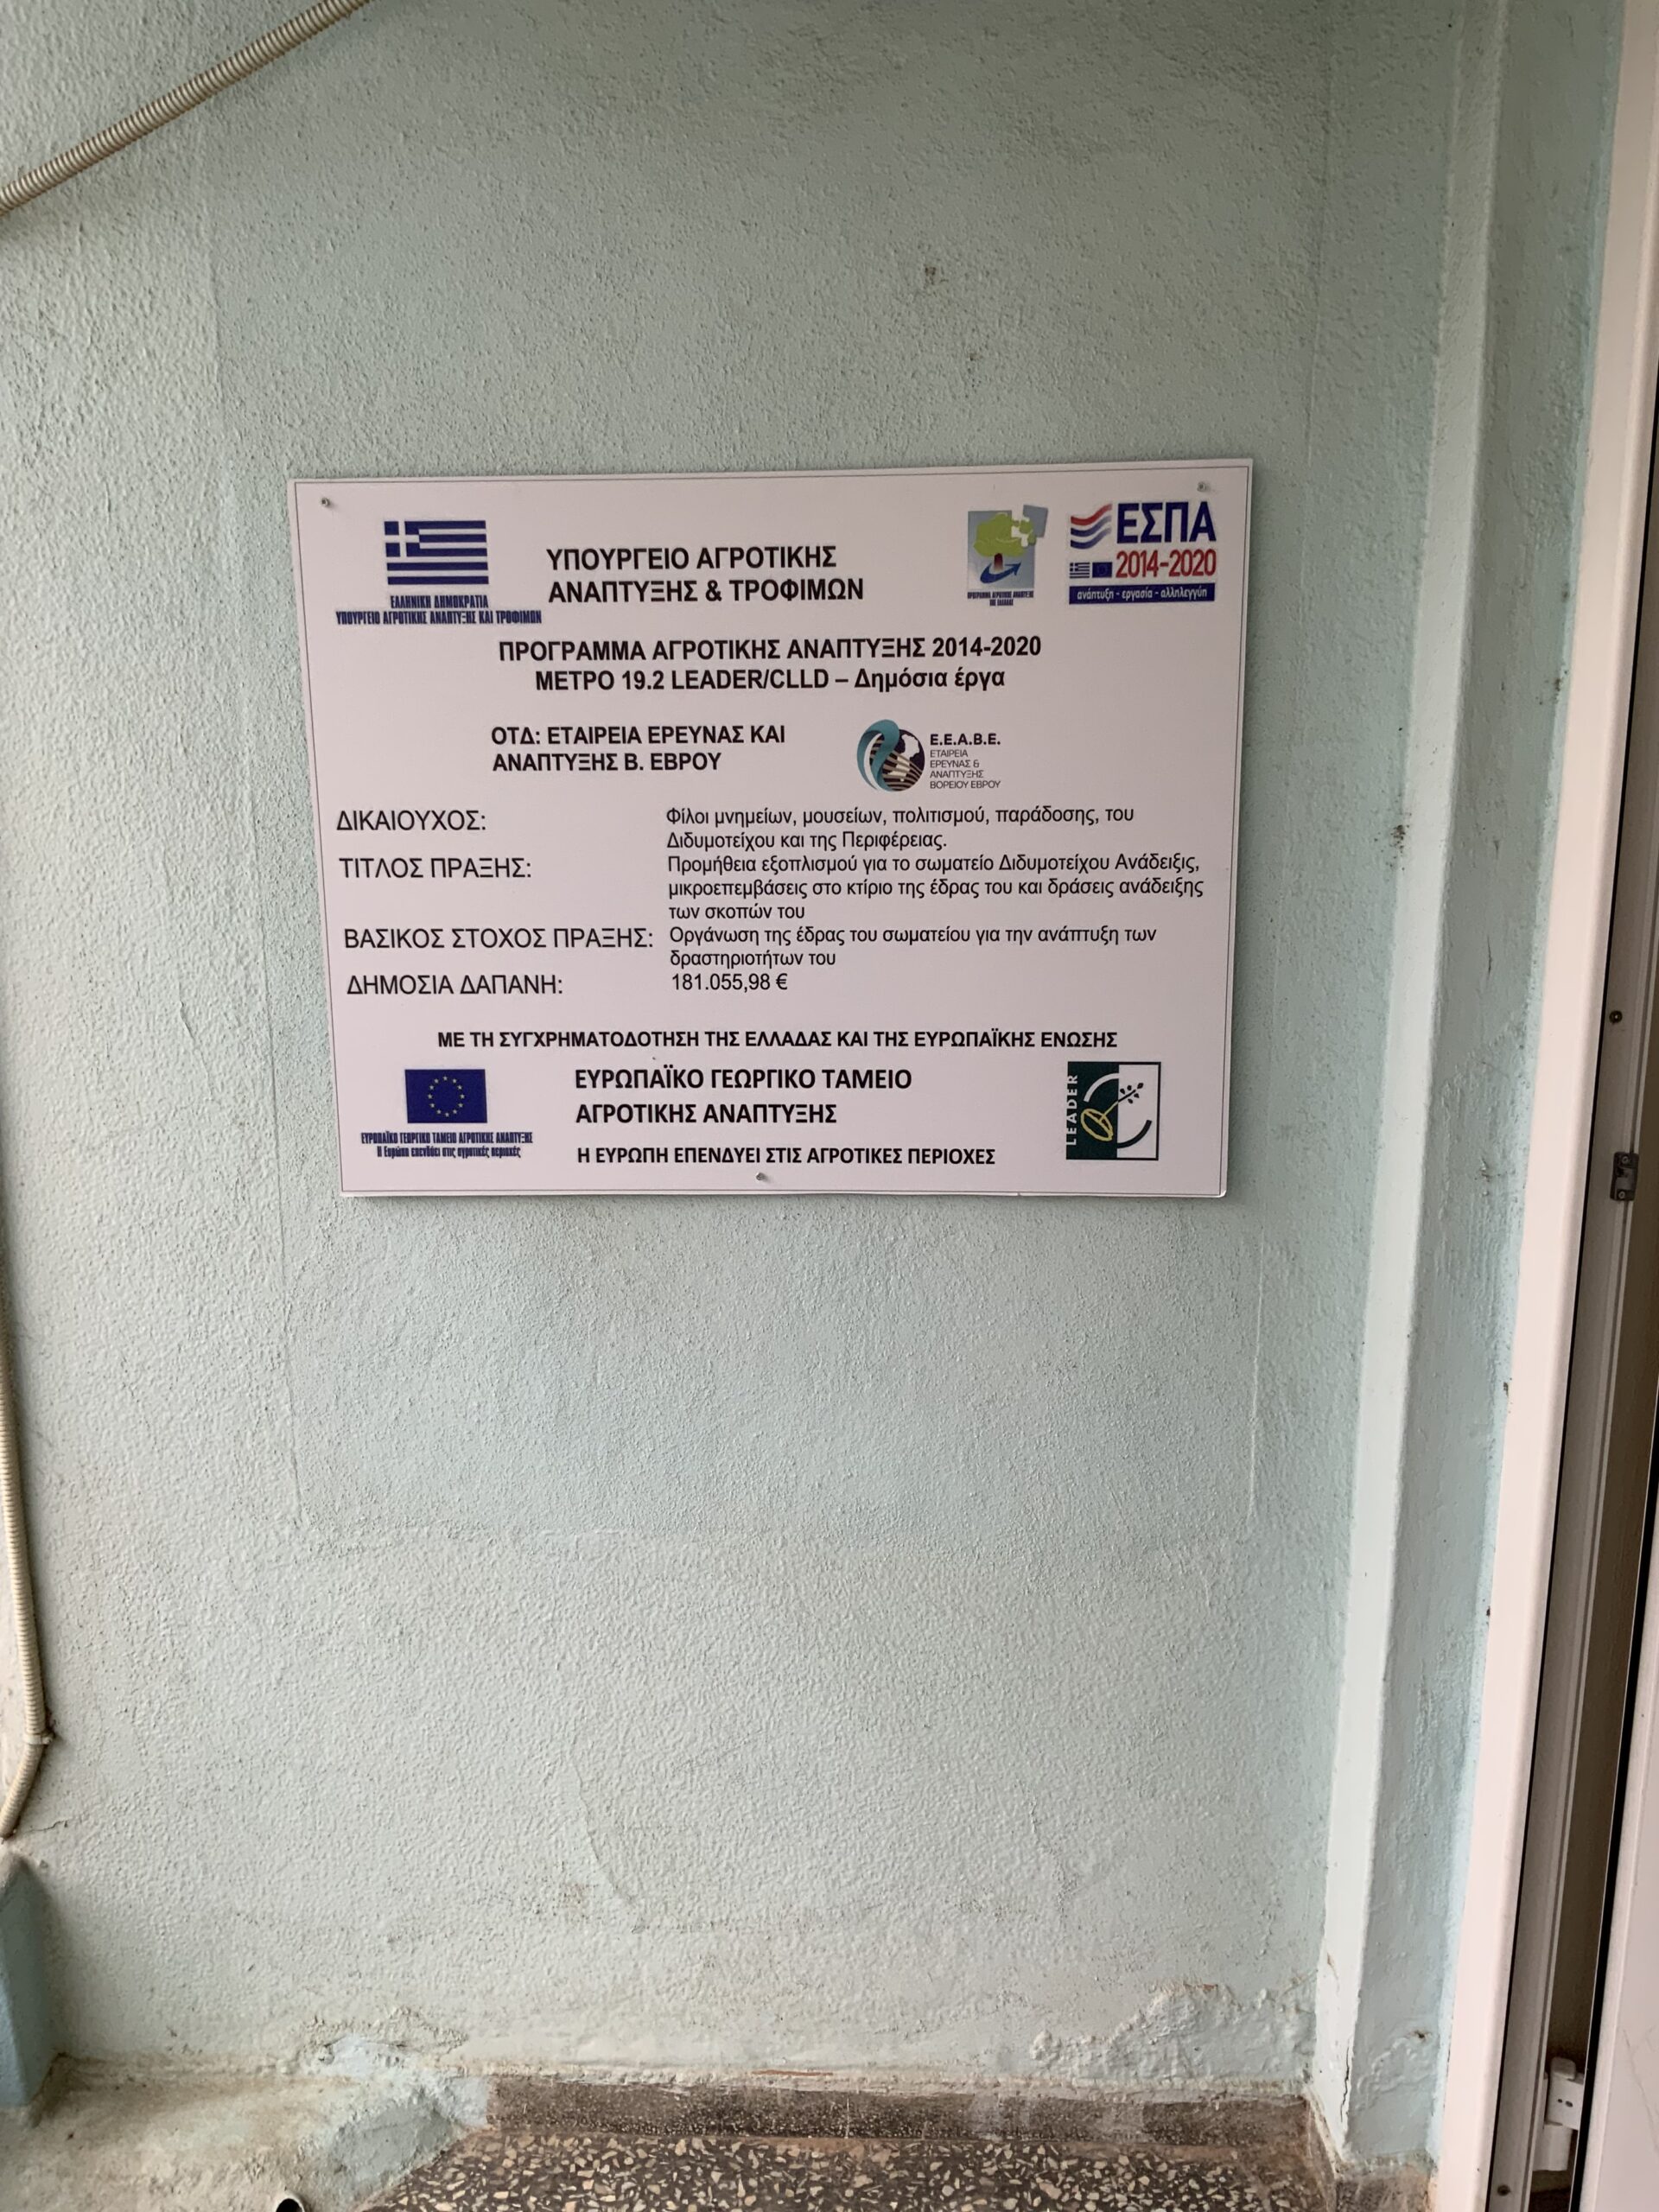 ΕΛΛΗΝΙΚΗ ΔΗΜΟΚΡΑΤΙΑ
ΥΠΟΥΡΓΕΙΟ ΑΓΡΟΤΙΚΗΣ ΑΝΑΠΤΥΞΗΣ ΚΑΙ ΤΡΟΦΙΜΩΝ
ΥΠΟΥΡΓΕΙΟ ΑΓΡΟΤΙΚΗΣ
ΑΝΑΠΤΥΞΗΣ & ΤΡΟΦΙΜΩΝ
ΠΡΟΓΡΑΜΜΑ ΑΓΡΟΤΙΚΗΣ ΑΝΑΠΤΥΞΗΣ
ΤΗΣ ΕΛΛΑΔΑΣ
ΕΣΠΑ
2014-2020
ανάπτυξη - εργασία - αλληλεγγύη
ΠΡΟΓΡΑΜΜΑ ΑΓΡΟΤΙΚΗΣ ΑΝΑΠΤΥΞΗΣ 2014-2020
ΜΕΤΡΟ 19.2 LEADER/CLLD – Δημόσια έργα
ΟΤΔ: ΕΤΑΙΡΕΙΑ ΕΡΕΥΝΑΣ ΚΑΙ
ΑΝΑΠΤΥΞΗΣ Β. ΕΒΡΟΥ
Ε.Ε.Α.Β.Ε.
ΕΤΑΙΡΕΙΑ
ΕΡΕΥΝΑΣ &
ΑΝΑΠΤΥΞΗΣ
ΒΟΡΕΙΟΥ ΕΒΡΟΥ
ΔΙΚΑΙΟΥΧΟΣ: Φίλοι μνημείων, μουσείων, πολιτισμού, παράδοσης, του
Διδυμοτείχου και της Περιφέρειας.
ΤΙΤΛΟΣ ΠΡΑΞΗΣ: Προμήθεια εξοπλισμού για το σωματείο Διδυμοτείχου Ανάδειξις,
μικροεπεμβάσεις στο κτίριο της έδρας του και δράσεις ανάδειξης
των σκοπών του
ΒΑΣΙΚΟΣ ΣΤΟΧΟΣ ΠΡΑΞΗΣ: Οργάνωση της έδρας του σωματείου για την ανάπτυξη των
δραστηριοτήτων του
ΔΗΜΟΣΙΑ ΔΑΠΑΝΗ: 181.055,98 €
ΜΕ ΤΗ ΣΥΓΧΡΗΜΑΤΟΔΟΤΗΣΗ ΤΗΣ ΕΛΛΑΔΑΣ ΚΑΙ ΤΗΣ ΕΥΡΩΠΑΪΚΗΣ ΕΝΩΣΗΣ
ΕΥΡΩΠΑΪΚΟ ΓΕΩΡΓΙΚΟ ΤΑΜΕΙΟ ΑΓΡΟΤΙΚΗΣ ΑΝΑΠΤΥΞΗΣ
Η Ευρώπη επενδύει στις αγροτικές περιοχές
ΕΥΡΩΠΑΪΚΟ ΓΕΩΡΓΙΚΟ ΤΑΜΕΙΟ
ΑΓΡΟΤΙΚΗΣ ΑΝΑΠΤΥΞΗΣ
Η ΕΥΡΩΠΗ ΕΠΕΝΔΥΕΙ ΣΤΙΣ ΑΓΡΟΤΙΚΕΣ ΠΕΡΙΟΧΕΣ
LEADER